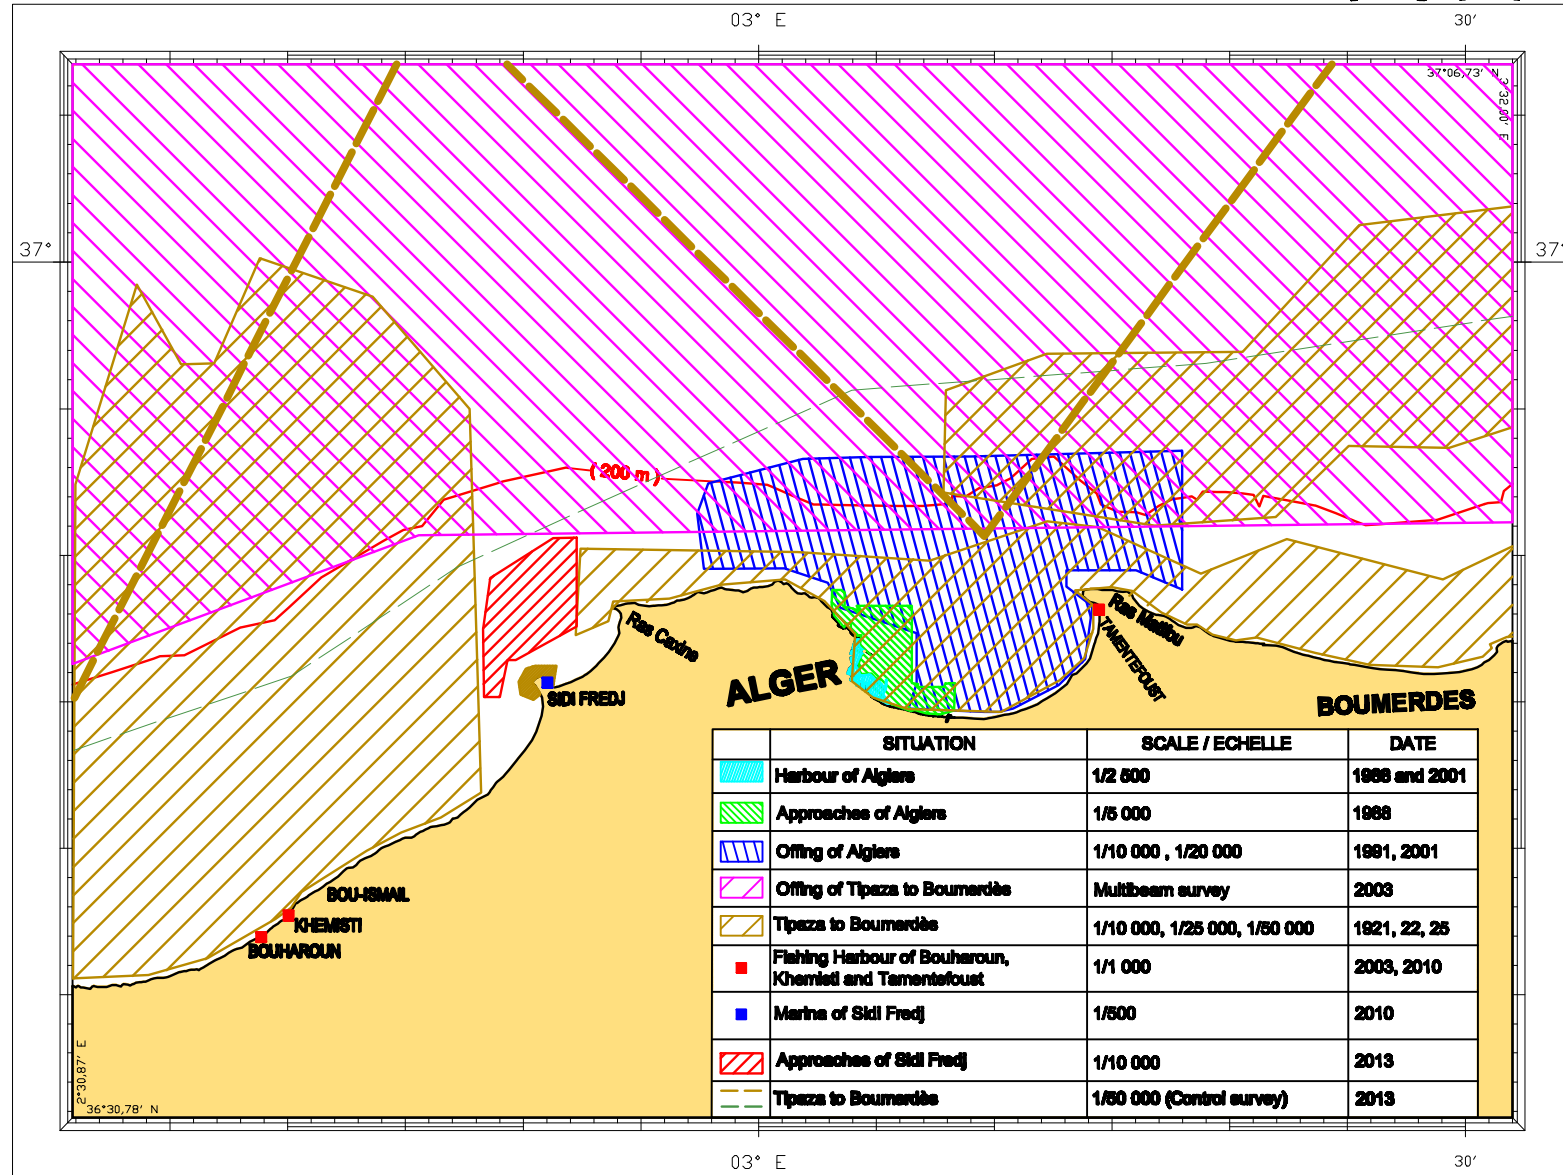 03° E
30'
37°06,73' N
3°32,00' E
37°
37°
( 200 m )
Ras Caxine
Ras Matifou
TAMENTEFOUST
ALGER
SIDI FREDJ
BOUMERDES
SITUATION SCALE / ECHELLE DATE
Harbour of Algiers 1/2 500 1988 and 2001
Approaches of Algiers 1/5 000 1988
Offing of Algiers 1/10 000 , 1/20 000 1991, 2001
Offing of Tipaza to Boumerdès Multibeam survey 2003
Tipaza to Boumerdès 1/10 000, 1/25 000, 1/50 000 1921, 22, 25
Fishing Harbour of Bouharoun,
Khemisti and Tamentefoust 1/1 000 2003, 2010
Marina of Sidi Fredj 1/500 2010
Approaches of Sidi Fredj 1/10 000 2013
Tipaza to Boumerdès 1/50 000 (Control survey) 2013
BOU-ISMAIL
KHEMISTI
BOUHAROUN
2°30,87' E
36°30,78' N
03° E
30'